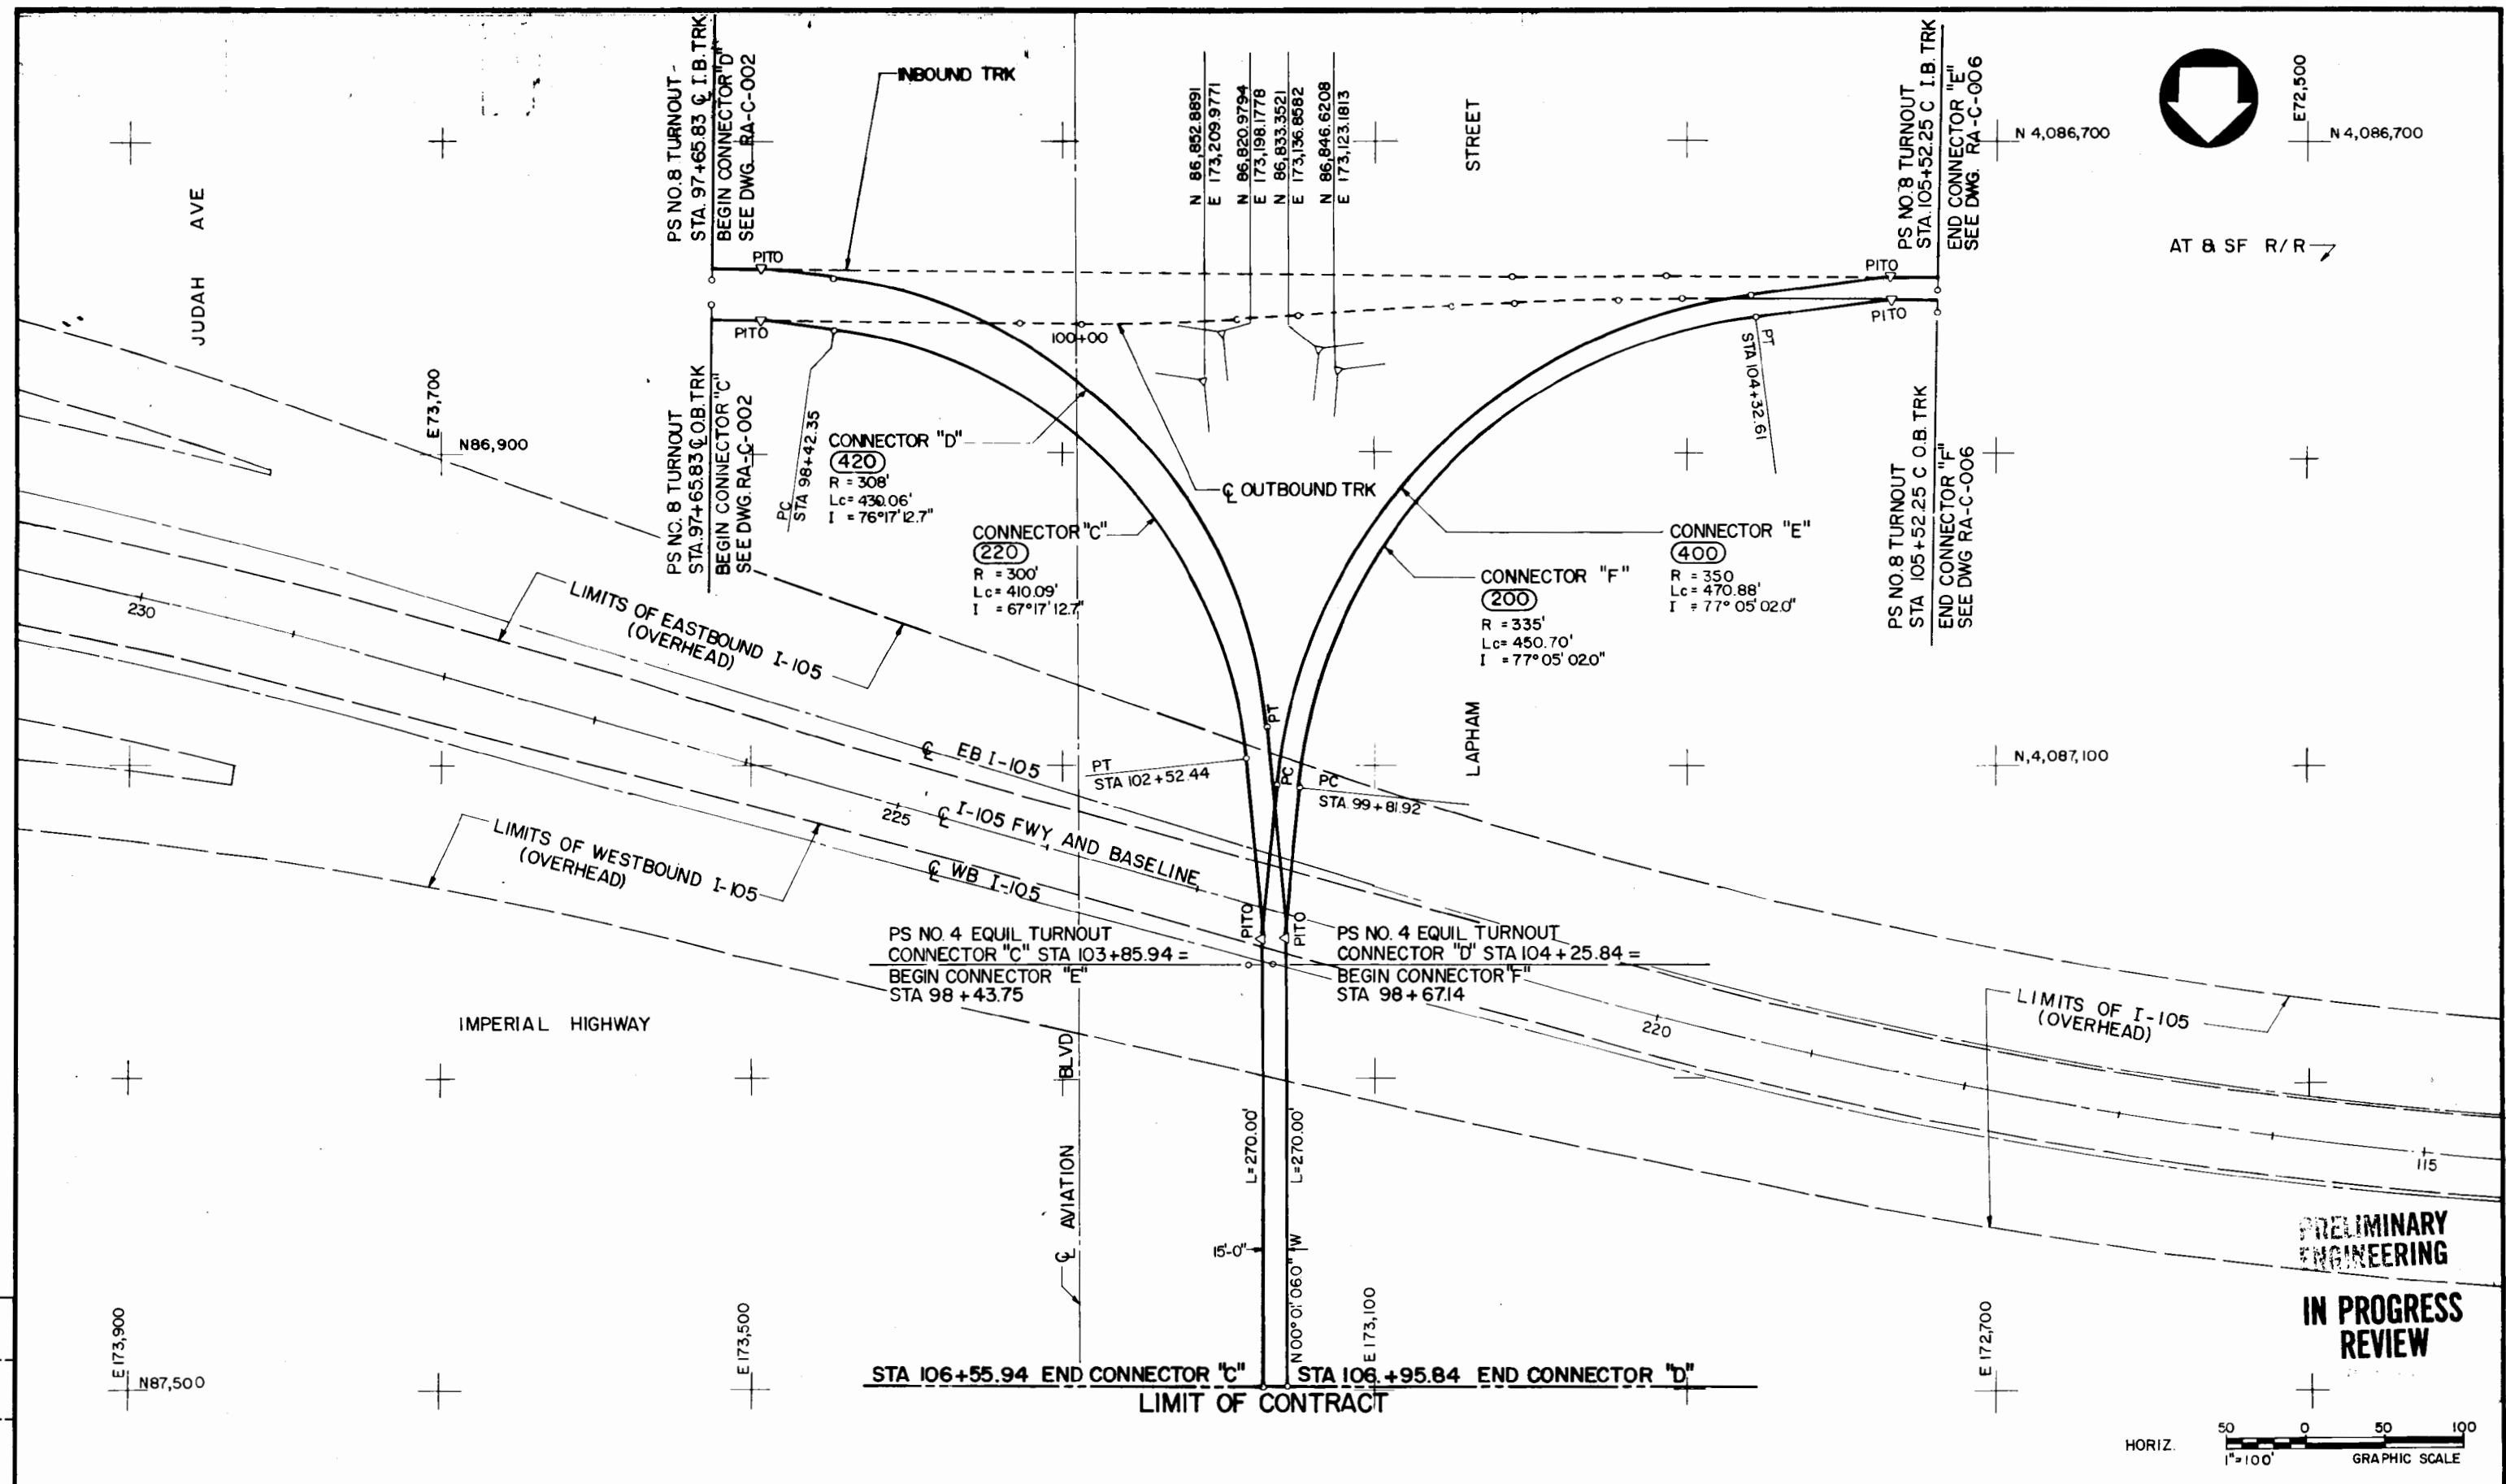 PS NO.8 TURNOUT
STA. 97+65.83 ℄ I.B.TRK
BEGIN CONNECTOR "D"
SEE DWG. RA-C-002
INBOUND TRK
N 86,852.8891
E 173,209.9771
N 86,820.9794
E 173,198.1778
N 86,833.3521
E 173,136.8582
N 86,846.6208
E 173,123.1813
STREET
PS NO.8 TURNOUT
STA.105+52.25 C I.B. TRK
END CONNECTOR "E"
SEE DWG. RA-C-006
N 4,086,700
E72,500
N 4,086,700
AT & SF R/R
JUDAH AVE
PITO
PITO
PITO
PITO
100+00
E73,700
N86,900
PS NO. 8 TURNOUT
STA.97+65.83 ℄ O.B.TRK
BEGIN CONNECTOR "C"
SEE DWG.RA-C-002
PC
STA 98+42.35
CONNECTOR "D"
420
R = 308'
Lc= 430.06'
I = 76°17'12.7"
℄ OUTBOUND TRK
CONNECTOR "C"
220
R = 300'
Lc= 410.09'
I = 67°17'12.7"
CONNECTOR "F"
200
R = 335'
Lc= 450.70'
I = 77°05'02.0"
CONNECTOR "E"
400
R = 350
Lc= 470.88'
I = 77° 05'02.0"
PT
STA 104+32.61
PS NO.8 TURNOUT
STA 105+52.25 C O.B. TRK
END CONNECTOR "F"
SEE DWG RA-C-006
230
LIMITS OF EASTBOUND I-105
(OVERHEAD)
℄ EB I-105
PT
STA 102+52.44
PT
PC
PC
STA 99+81.92
LAPHAM
N,4,087,100
225
℄ I-105 FWY AND BASELINE
℄ WB I-105
LIMITS OF WESTBOUND I-105
(OVERHEAD)
PITO
PITO
PS NO. 4 EQUIL TURNOUT
CONNECTOR "C" STA 103+85.94 =
BEGIN CONNECTOR "E"
STA 98+43.75
PS NO. 4 EQUIL TURNOUT
CONNECTOR "D" STA 104+25.84 =
BEGIN CONNECTOR "F"
STA 98+67.14
IMPERIAL HIGHWAY
220
LIMITS OF I-105
(OVERHEAD)
115
℄ AVIATION BLVD
L=270.00'
L=270.00'
15'-0"
N00°01'06.0" W
E 173,900
N87,500
E 173,500
E 173,100
E 172,700
STA 106+55.94 END CONNECTOR "C"
STA 106.+95.84 END CONNECTOR "D"
LIMIT OF CONTRACT
PRELIMINARY
ENGINEERING
IN PROGRESS
REVIEW
HORIZ.
50 0 50 100
1"=100' GRAPHIC SCALE